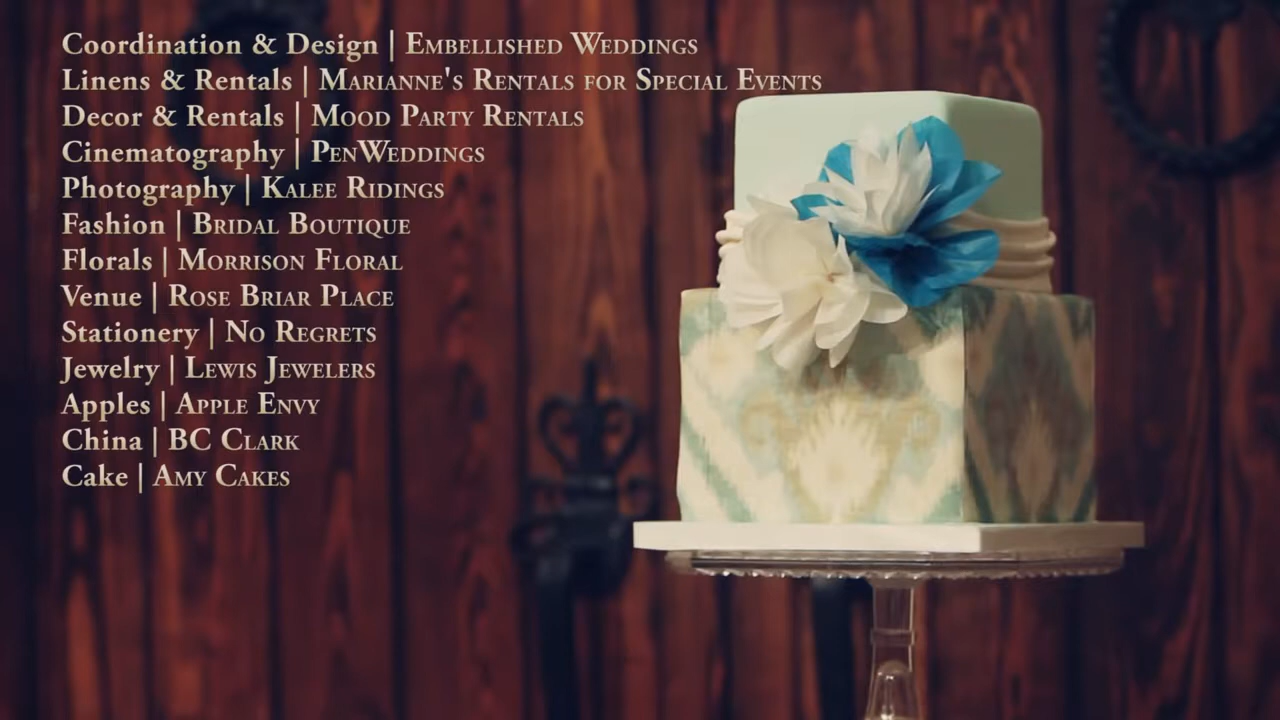 Coordination & Design | Embellished Weddings
Linens & Rentals | Marianne's Rentals for Special Events
Decor & Rentals | Mood Party Rentals
Cinematography | PenWeddings
Photography | Kalee Ridings
Fashion | Bridal Boutique
Florals | Morrison Floral
Venue | Rose Briar Place
Stationery | No Regrets
Jewelry | Lewis Jewelers
Apples | Apple Envy
China | BC Clark
Cake | Amy Cakes